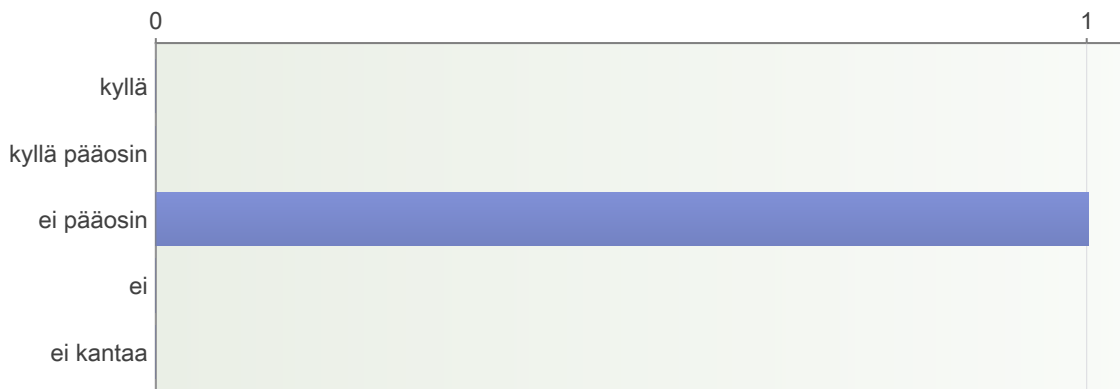 0 1
kyllä
kyllä pääosin
ei pääosin
ei
ei kantaa